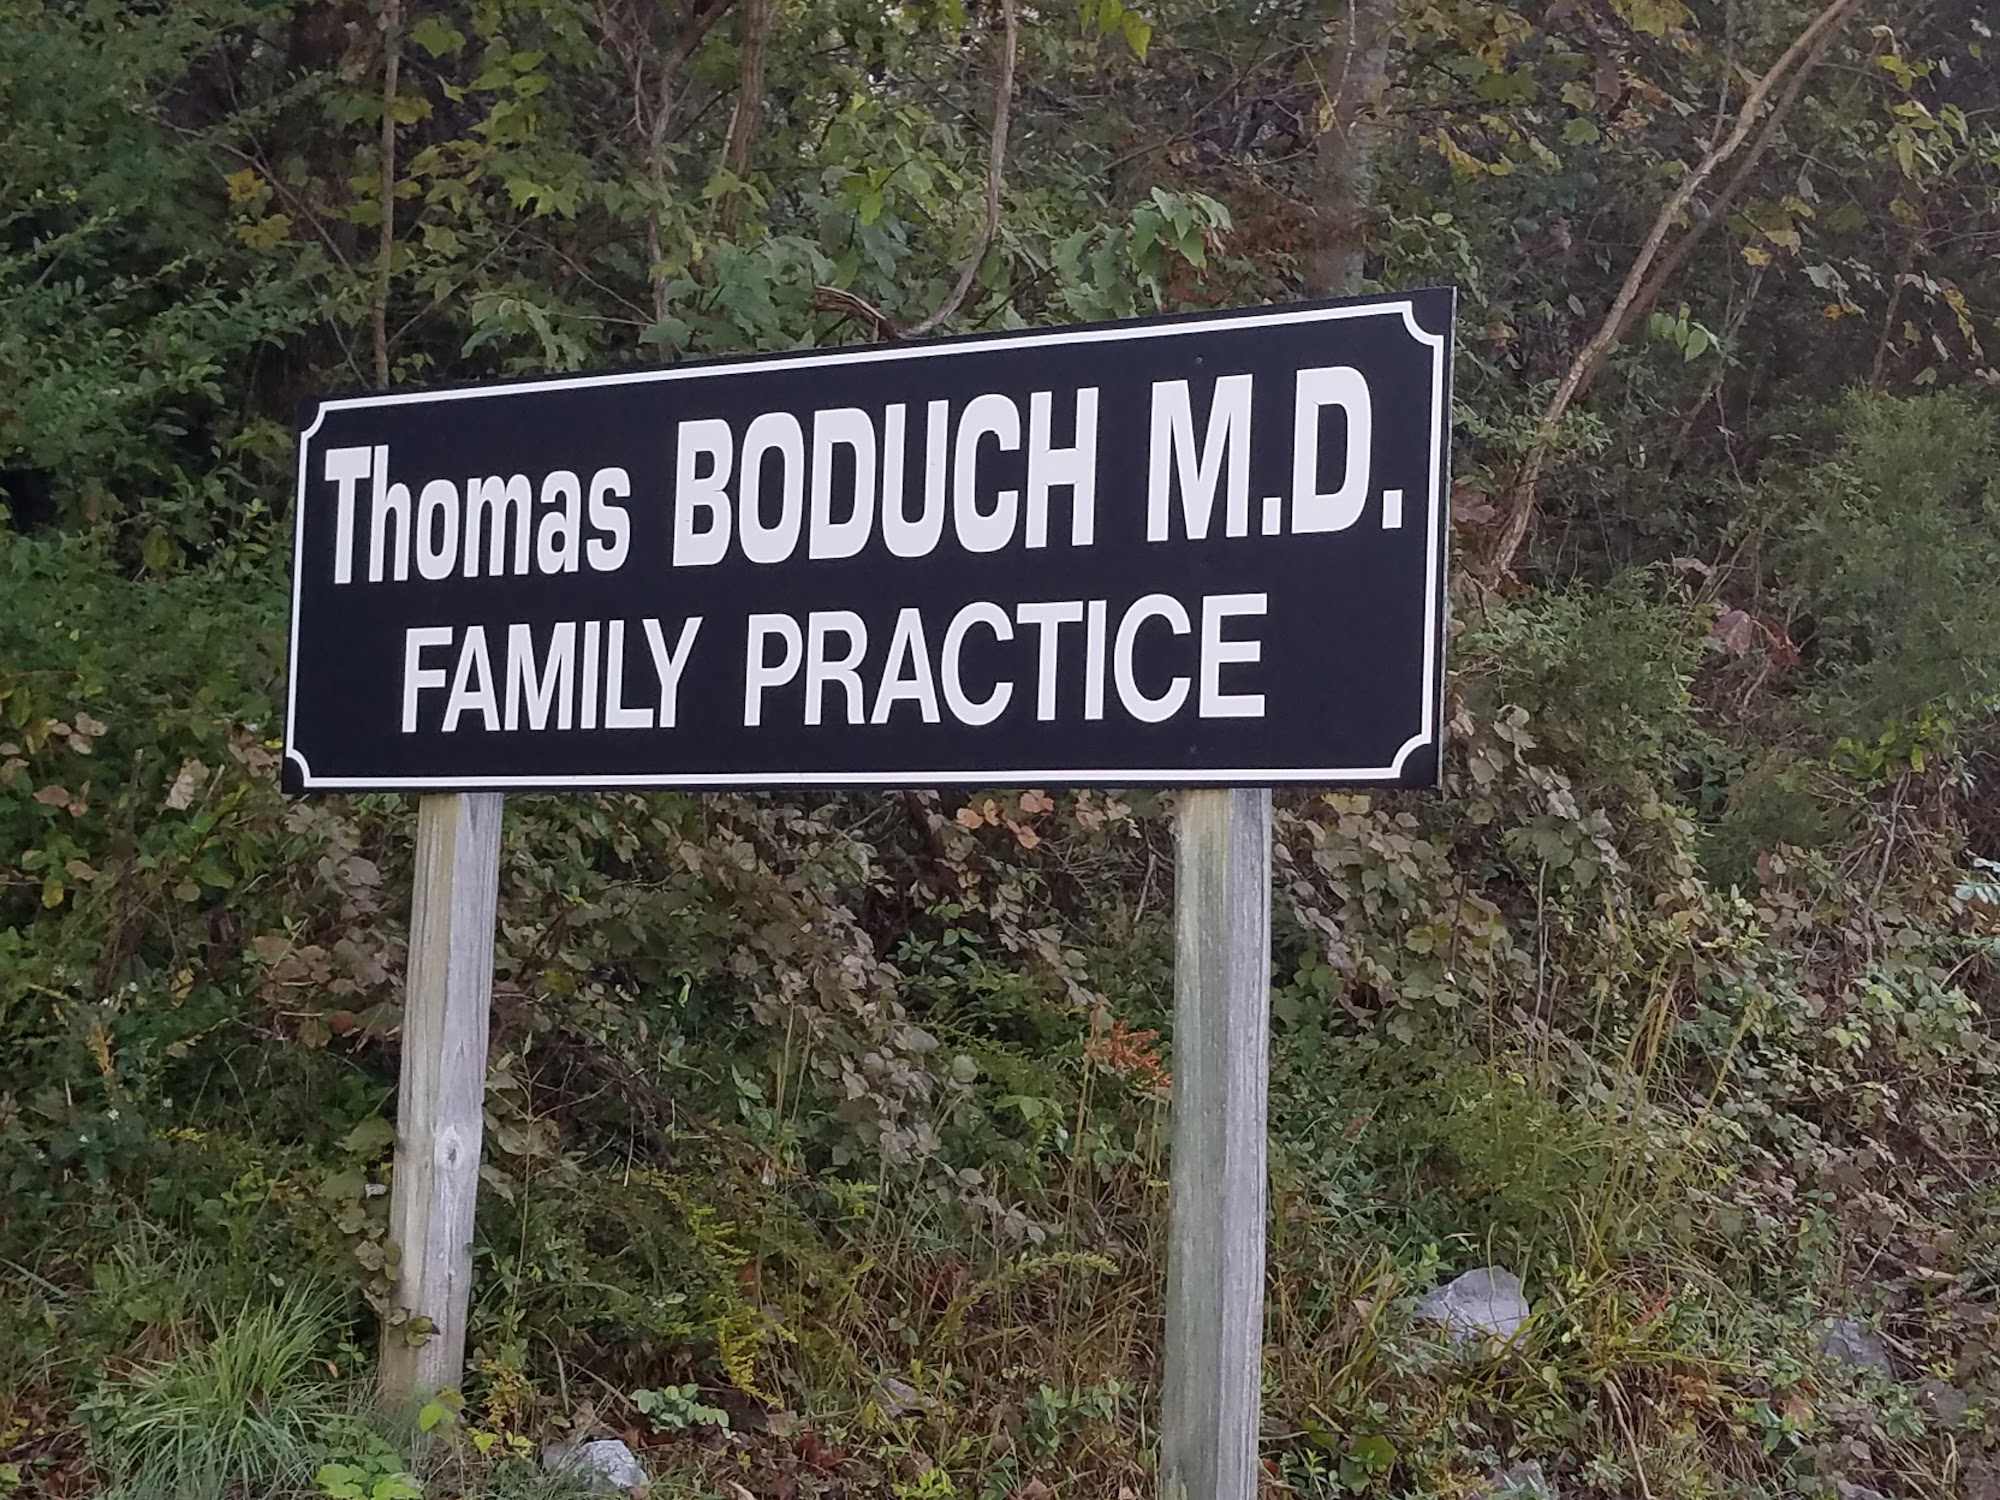 Thomas BODUCH M.D.
FAMILY PRACTICE